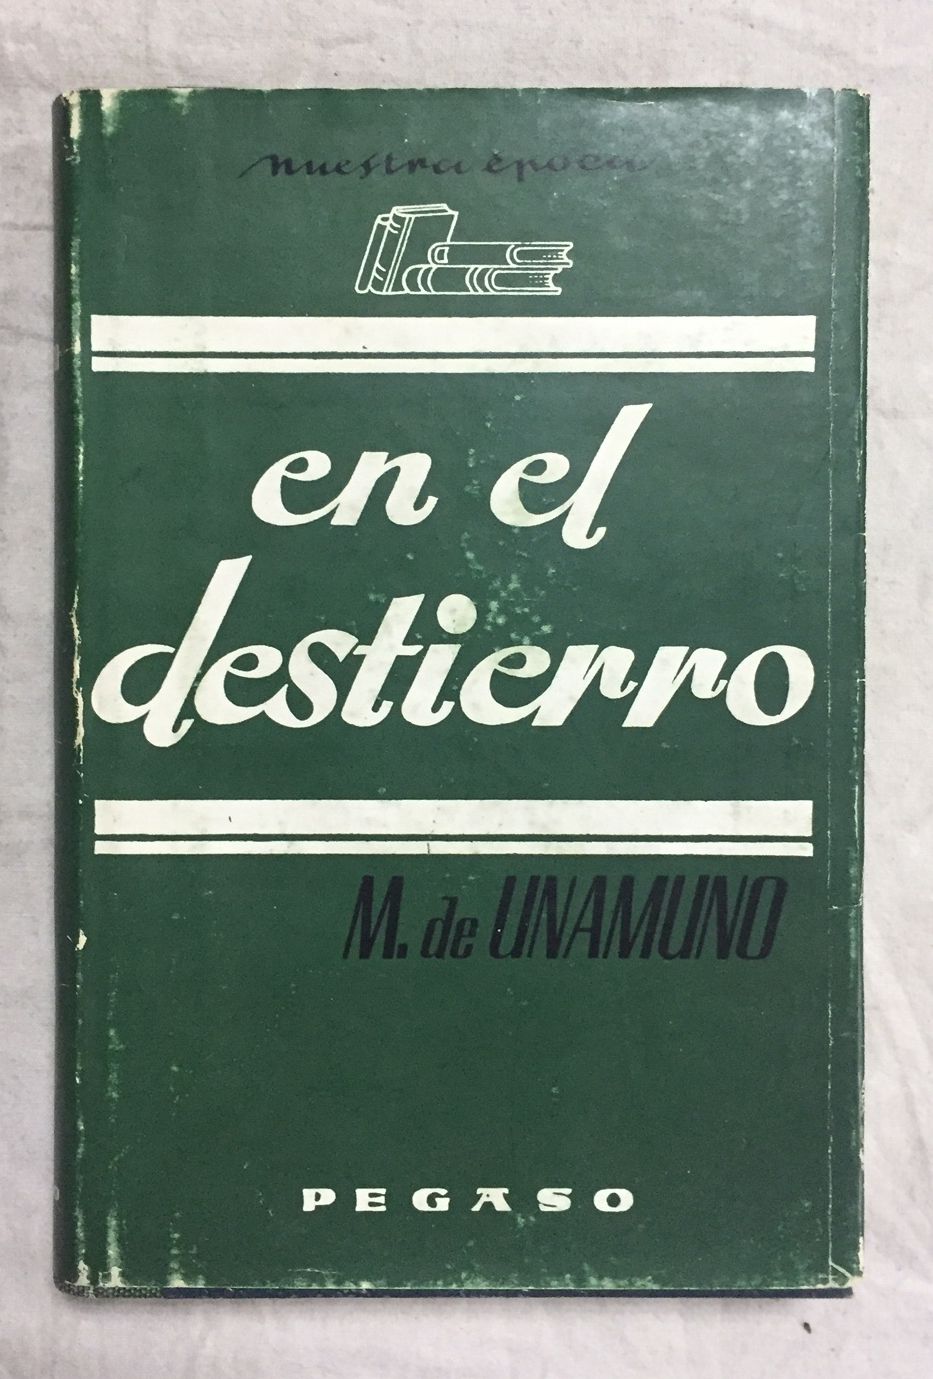 nuestra época
en el
destierro
M. de UNAMUNO
PEGASO